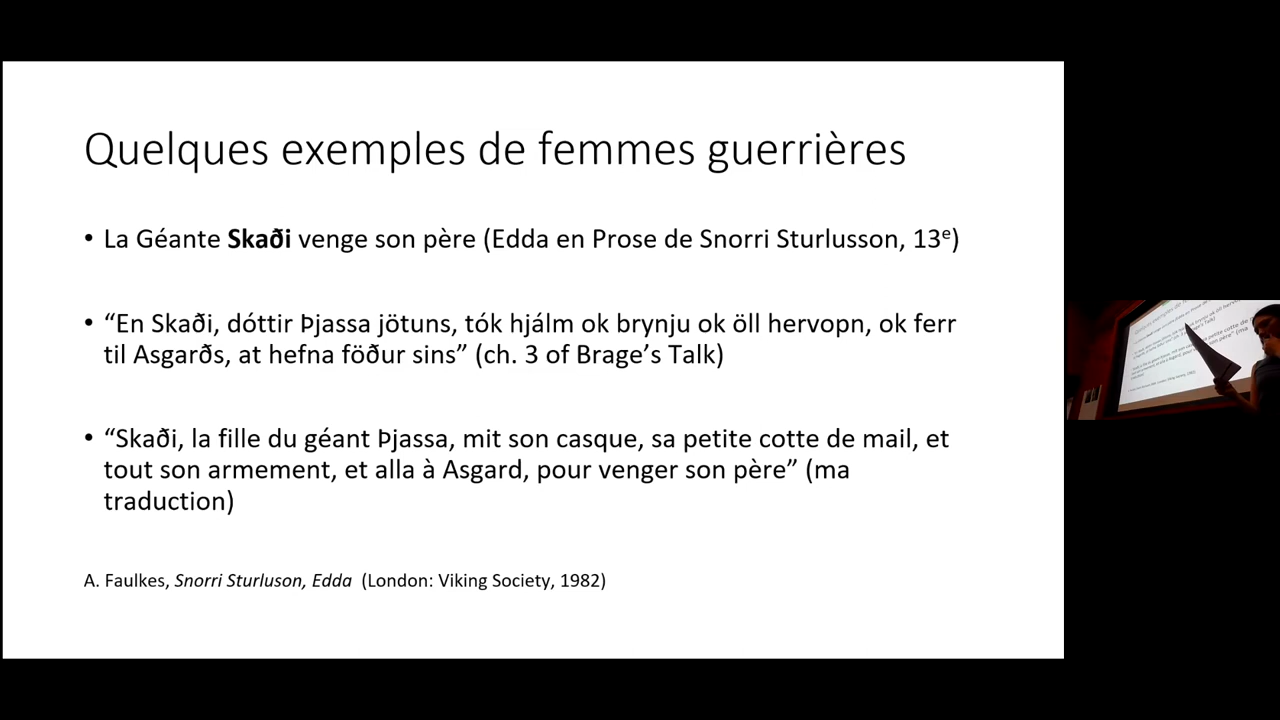 Quelques exemples de femmes guerrières
• La Géante Skaði venge son père (Edda en Prose de Snorri Sturlusson, 13ᵉ)
• “En Skaði, dóttir Þjassa jötuns, tók hjálm ok brynju ok öll hervopn, ok ferr
til Asgarðs, at hefna föður sins” (ch. 3 of Brage’s Talk)
• “Skaði, la fille du géant Þjassa, mit son casque, sa petite cotte de mail, et
tout son armement, et alla à Asgard, pour venger son père” (ma
traduction)
A. Faulkes, Snorri Sturluson, Edda (London: Viking Society, 1982)